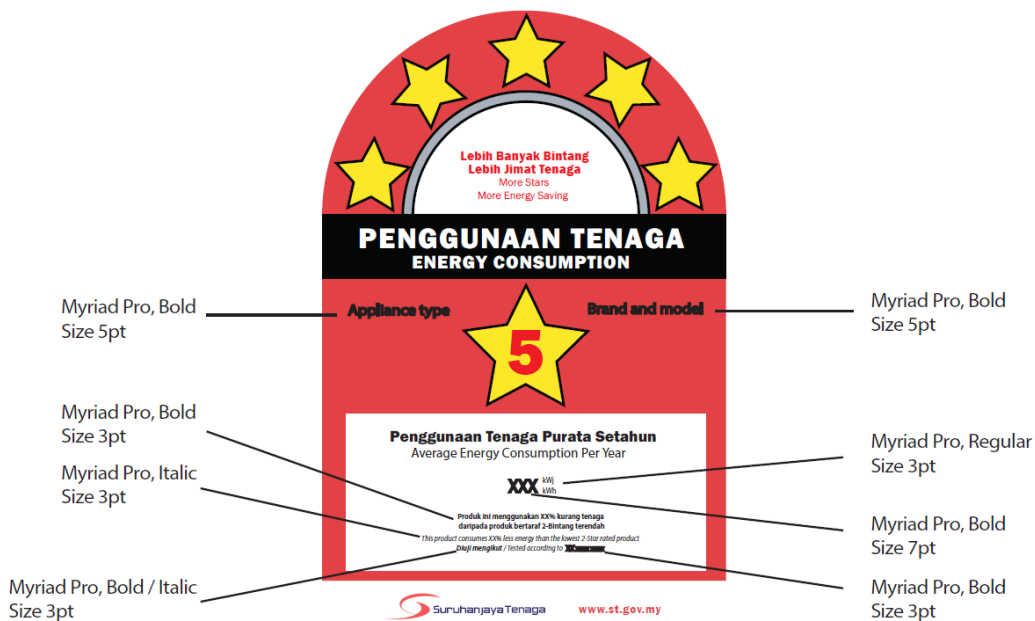 Lebih Banyak Bintang
Lebih Jimat Tenaga
More Stars
More Energy Saving
PENGGUNAAN TENAGA
ENERGY CONSUMPTION
Myriad Pro, Bold
Size 5pt
Appliance type
Brand and model
Myriad Pro, Bold
Size 5pt
5
Myriad Pro, Bold
Size 3pt
Myriad Pro, Italic
Size 3pt
Myriad Pro, Bold / Italic
Size 3pt
Penggunaan Tenaga Purata Setahun
Average Energy Consumption Per Year
XXX kWj
kWh
Produk ini menggunakan XX% kurang tenaga
daripada produk bertaraf 2-Bintang terendah
This product consumes XX% less energy than the lowest 2-Star rated product
Diuji mengikut / Tested according to
Myriad Pro, Regular
Size 3pt
Myriad Pro, Bold
Size 7pt
Myriad Pro, Bold
Size 3pt
Suruhanjaya Tenaga
www.st.gov.my